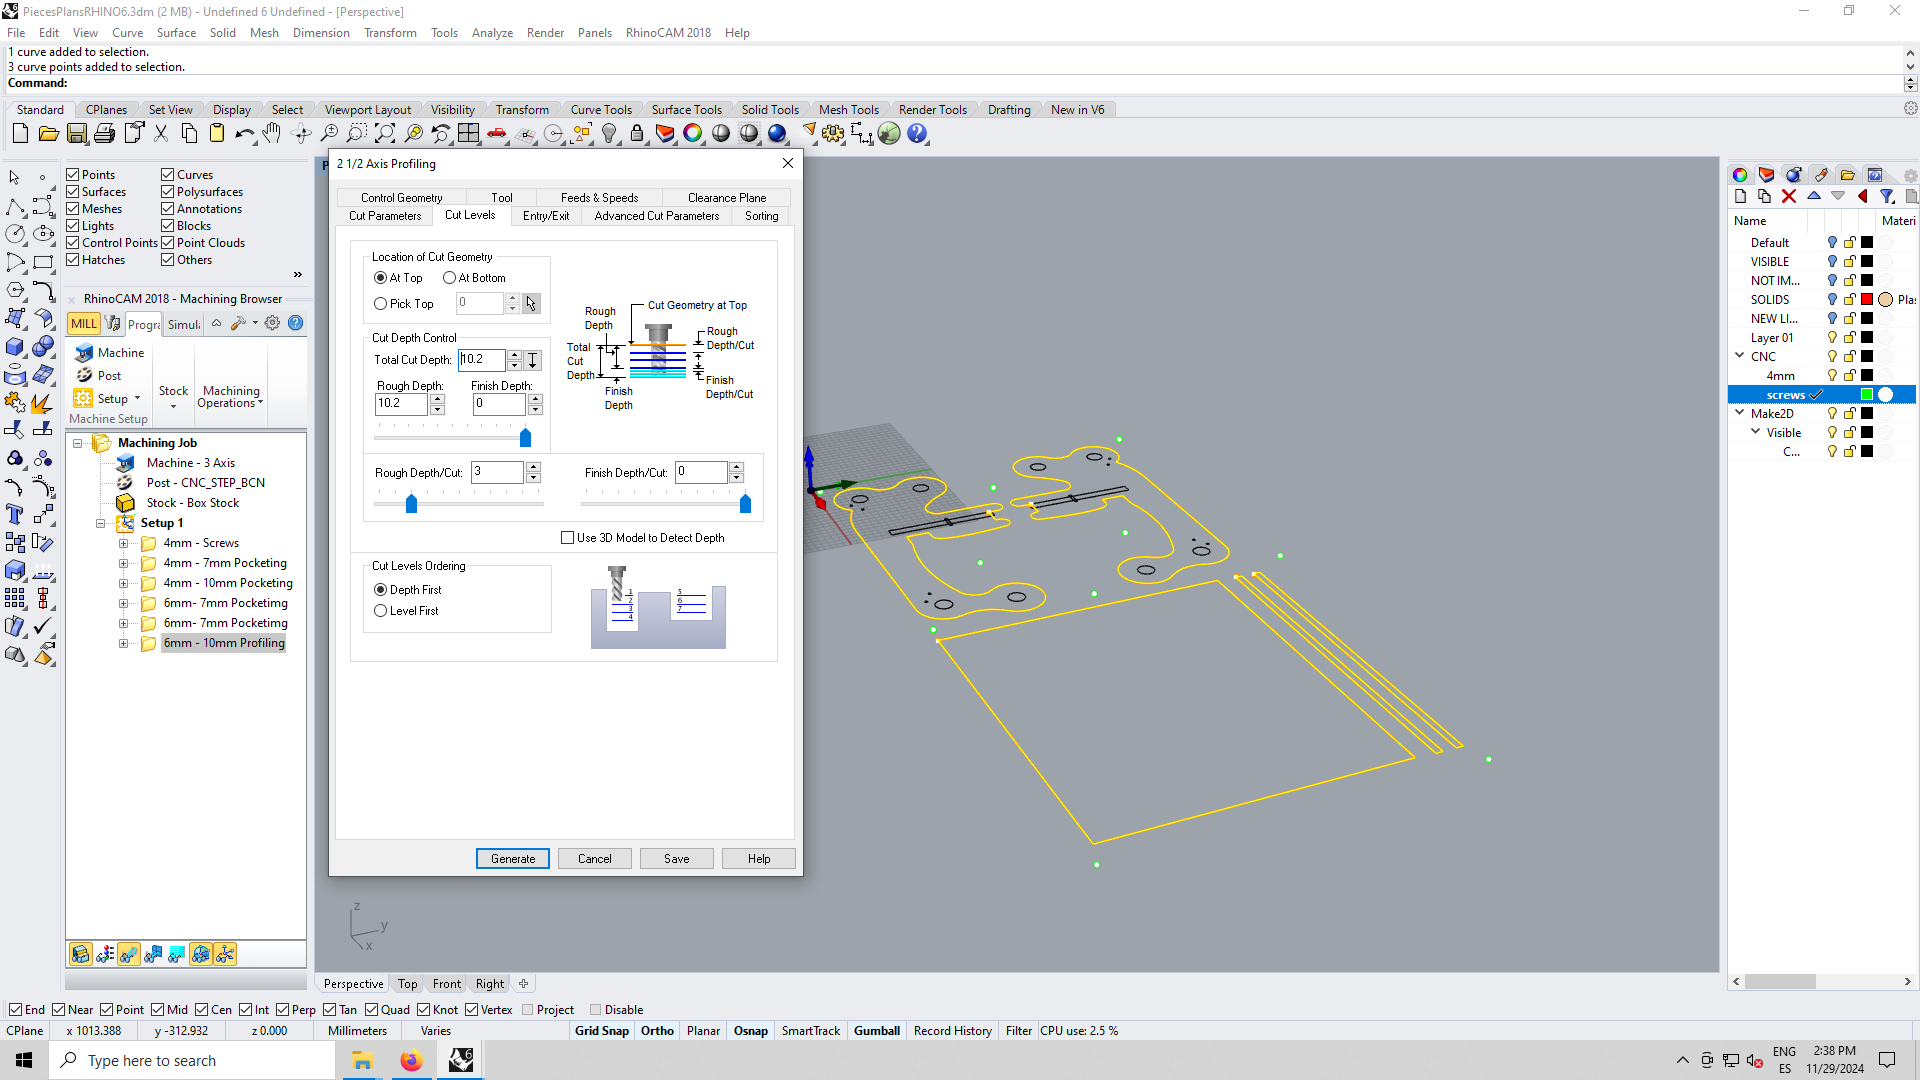 PiecesPlansRHINO6.3dm (2 MB) - Undefined 6 Undefined - [Perspective]
File Edit View Curve Surface Solid Mesh Dimension Transform Tools Analyze Render Panels RhinoCAM 2018 Help
1 curve added to selection.
3 curve points added to selection.
Command:
Standard CPlanes Set View Display Select Viewport Layout Visibility Transform Curve Tools Surface Tools Solid Tools Mesh Tools Render Tools Drafting New in V6
Points Curves
Surfaces Polysurfaces
Meshes Annotations
Lights Blocks
Control Points Point Clouds
Hatches Others
»
RhinoCAM 2018 - Machining Browser
MILL Progra Simula
Machine
Post
Setup
Machine Setup
Stock
Machining
Operations
Machining Job
Machine - 3 Axis
Post - CNC_STEP_BCN
Stock - Box Stock
Setup 1
4mm - Screws
4mm - 7mm Pocketing
4mm - 10mm Pocketing
6mm- 7mm Pocketimg
6mm- 7mm Pocketimg
6mm - 10mm Profiling
2 1/2 Axis Profiling
Control Geometry Tool Feeds & Speeds Clearance Plane
Cut Parameters Cut Levels Entry/Exit Advanced Cut Parameters Sorting
Location of Cut Geometry
At Top At Bottom
Pick Top 0
Cut Depth Control
Total Cut Depth: 10.2
Rough Depth: Finish Depth:
10.2 0
Cut Geometry at Top
Rough
Depth
Rough
Depth/Cut
Total
Cut
Depth
Finish
Depth
Finish
Depth/Cut
Rough Depth/Cut: 3 Finish Depth/Cut: 0
Use 3D Model to Detect Depth
Cut Levels Ordering
Depth First
Level First
1
2
3
4
5
6
7
Generate Cancel Save Help
z
y
x
Name Materi
Default
VISIBLE
NOT IM...
SOLIDS Plas
NEW LI...
Layer 01
CNC
4mm
screws
Make2D
Visible
C...
Perspective Top Front Right
End Near Point Mid Cen Int Perp Tan Quad Knot Vertex Project Disable
CPlane x 1013.388 y -312.932 z 0.000 Millimeters Varies Grid Snap Ortho Planar Osnap SmartTrack Gumball Record History Filter CPU use: 2.5 %
Type here to search
6
ENG
ES
2:38 PM
11/29/2024